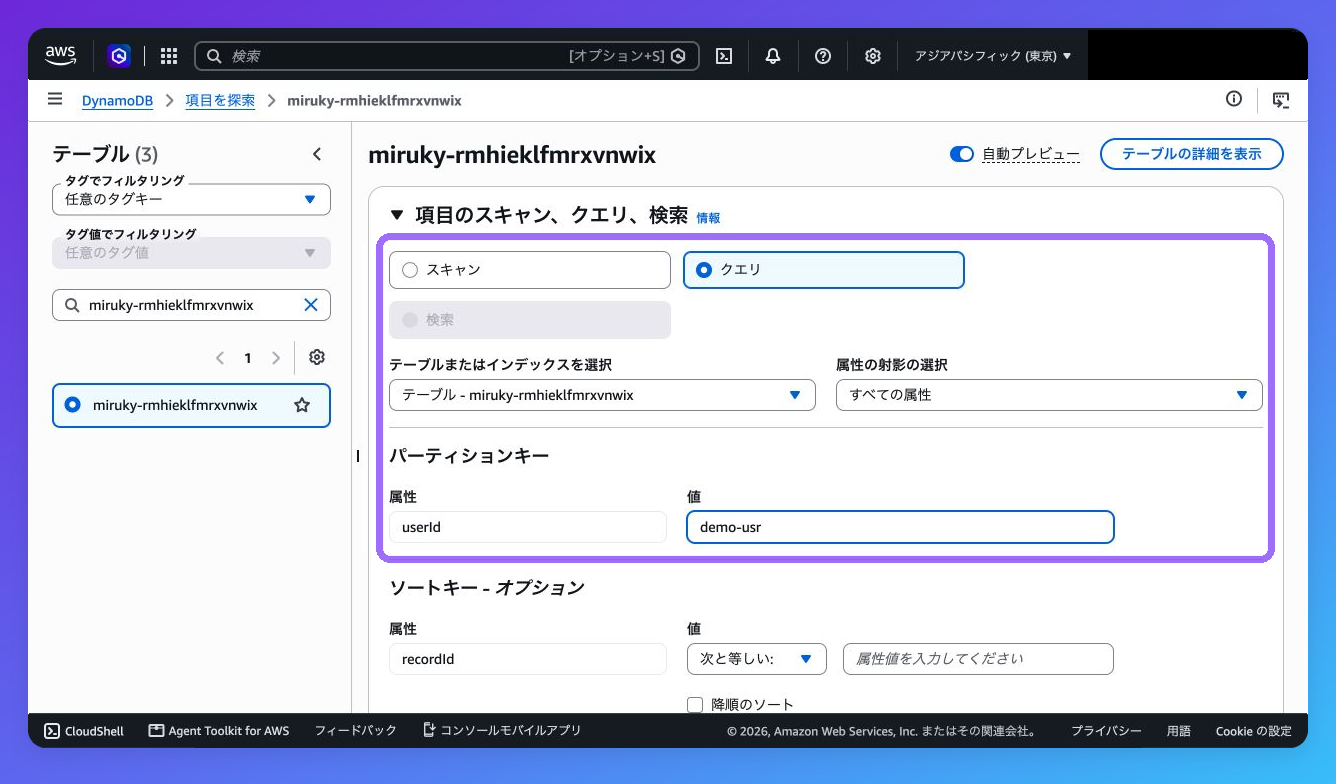 aws
検索 [オプション+S]
アジアパシフィック (東京)
DynamoDB > 項目を探索 > miruky-rmhieklfmrxvnwix
テーブル (3)
タグでフィルタリング
任意のタグキー
タグ値でフィルタリング
任意のタグ値
miruky-rmhieklfmrxvnwix
1
miruky-rmhieklfmrxvnwix
miruky-rmhieklfmrxvnwix
自動プレビュー
テーブルの詳細を表示
項目のスキャン、クエリ、検索 情報
スキャン
クエリ
検索
テーブルまたはインデックスを選択
テーブル - miruky-rmhieklfmrxvnwix
属性の射影の選択
すべての属性
パーティションキー
属性
userId
値
demo-usr
ソートキー - オプション
属性
recordId
値
次と等しい:
属性値を入力してください
降順のソート
CloudShell
Agent Toolkit for AWS
フィードバック
コンソールモバイルアプリ
© 2026, Amazon Web Services, Inc. またはその関連会社。
プライバシー
用語
Cookie の設定